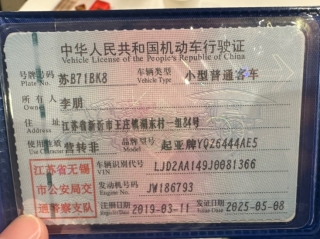 中华人民共和国机动车行驶证
Vehicle License of the People's Republic of China
号牌号码 苏B71BK8 车辆类型 小型普通客车
Plate No. Vehicle Type
所有人 李朋
Owner
住址 江苏省新沂市王庄镇湖东村一组84号
Address
使用性质 营转非 品牌型号 起亚牌YQZ6444AE5
Use Character Model
江苏省无锡
市公安局交
通警察支队
车辆识别代号 LJD2AA149J0081366
VIN
发动机号码 JW186793
Engine No.
注册日期 2019-03-11 发证日期 2025-05-08
Register Date Issue Date